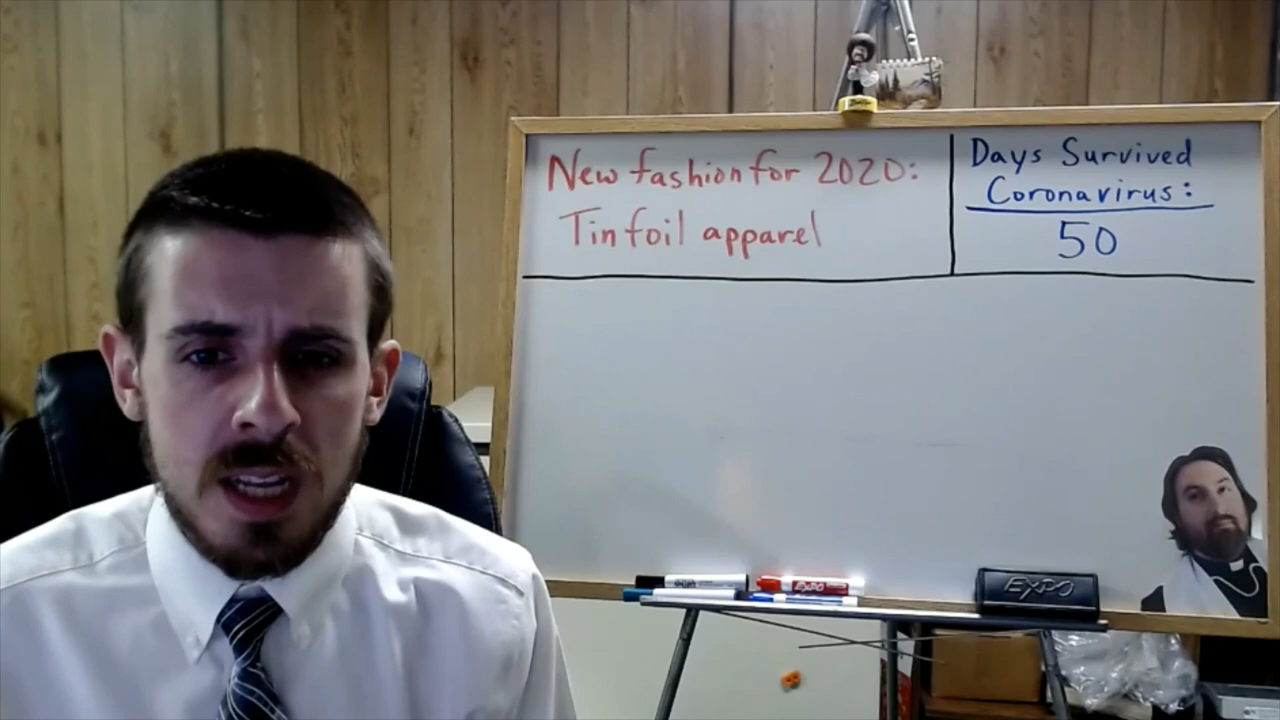 New fashion for 2020:
Tinfoil apparel
Days Survived
Coronavirus:
50
EXPO
EXPO